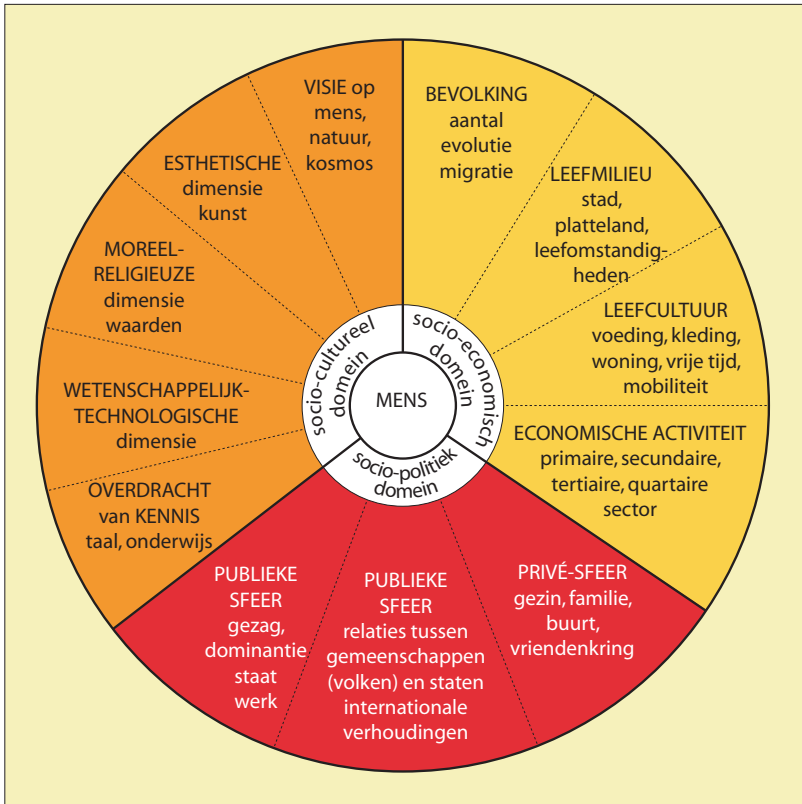 VISIE op
mens,
natuur,
kosmos
BEVOLKING
aantal
evolutie
migratie
ESTHETISCHE
dimensie
kunst
LEEFMILIEU
stad,
platteland,
leefomstandig-
heden
MOREEL-
RELIGIEUZE
dimensie
waarden
LEEFCULTUUR
voeding, kleding,
woning, vrije tijd,
mobiliteit
socio-cultureel
domein
socio-economisch
domein
MENS
socio-politiek
domein
WETENSCHAPPELIJK-
TECHNOLOGISCHE
dimensie
ECONOMISCHE ACTIVITEIT
primaire, secundaire,
tertiaire, quartaire
sector
OVERDRACHT
van KENNIS
taal, onderwijs
PUBLIEKE
SFEER
gezag,
dominantie
staat
werk
PUBLIEKE
SFEER
relaties tussen
gemeenschappen
(volken) en staten
internationale
verhoudingen
PRIVÉ-SFEER
gezin, familie,
buurt,
vriendenkring